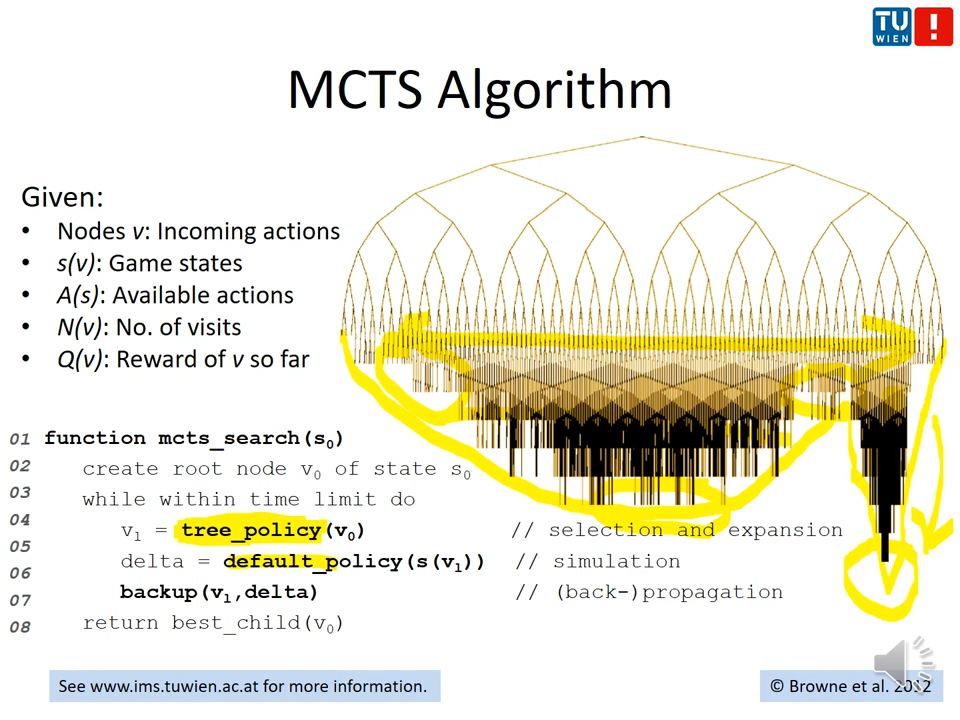 TU
WIEN
!
MCTS Algorithm
Given:
• Nodes v: Incoming actions
• s(v): Game states
• A(s): Available actions
• N(v): No. of visits
• Q(v): Reward of v so far
01 function mcts_search(s0)
02 create root node v0 of state s0
03 while within time limit do
04 v1 = tree_policy(v0) // selection and expansion
05 delta = default_policy(s(v1)) // simulation
06 backup(v1,delta) // (back-)propagation
07 return best_child(v0)
08
See www.ims.tuwien.ac.at for more information.
© Browne et al. 2012